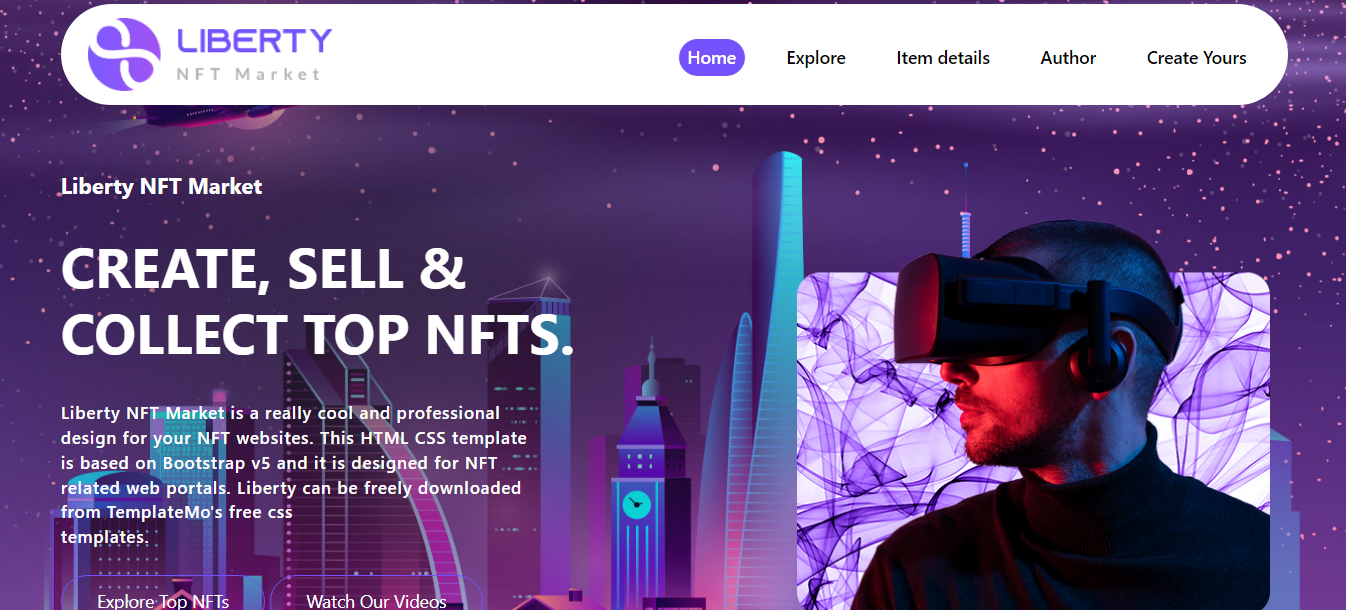 LIBERTY
NFT Market
Home Explore Item details Author Create Yours
Liberty NFT Market
CREATE, SELL &
COLLECT TOP NFTS.
Liberty NFT Market is a really cool and professional
design for your NFT websites. This HTML CSS template
is based on Bootstrap v5 and it is designed for NFT
related web portals. Liberty can be freely downloaded
from TemplateMo's free css
templates.
Explore Top NFTs Watch Our Videos